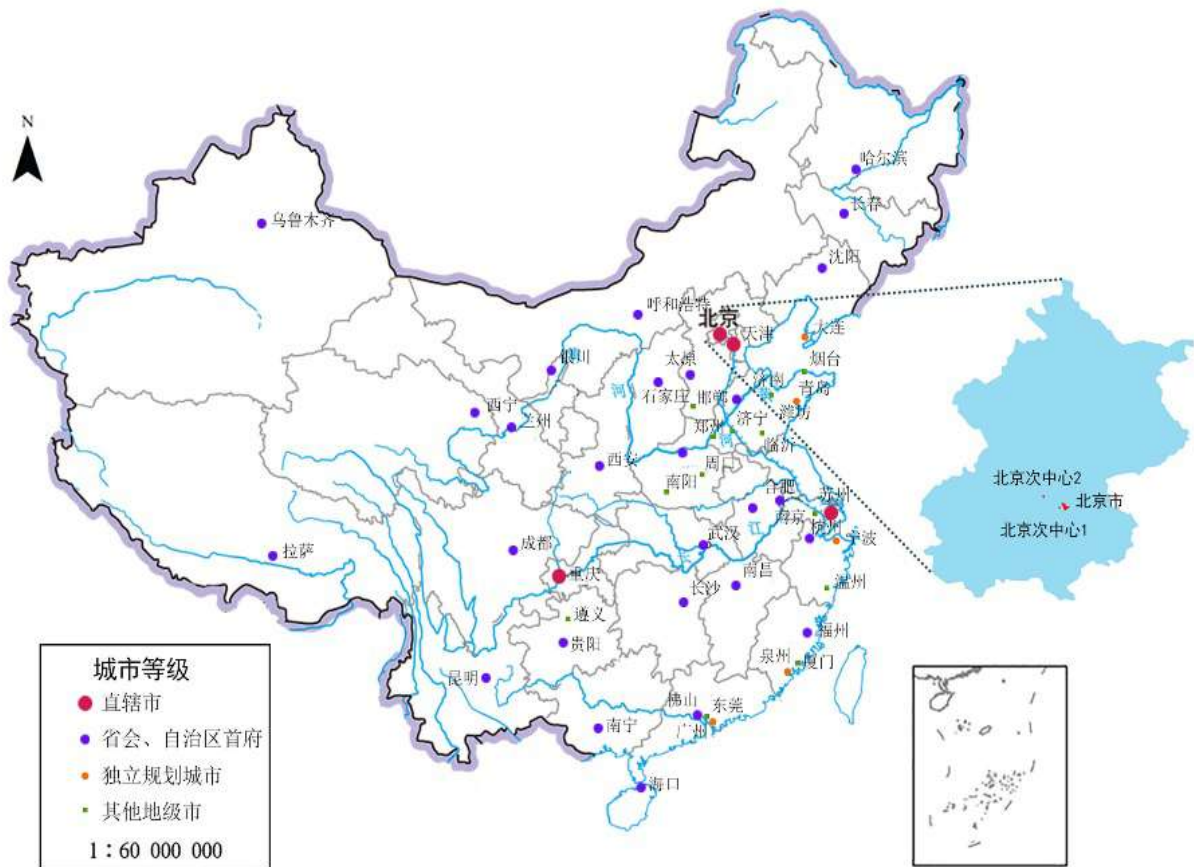 N
哈尔滨
长春
乌鲁木齐
沈阳
呼和浩特
北京
天津
大连
银川
太原
烟台
河
石家庄
邯郸
济南
黄
青岛
西宁
兰州
郑州
济宁
潍坊
河
临沂
西安
周口
南阳
北京次中心2
合肥
苏州
北京市
南京
杭州
江
北京次中心1
武汉
宁波
长
成都
拉萨
重庆
南昌
温州
长沙
遵义
贵阳
福州
泉州
厦门
昆明
佛山
东莞
广州
南宁
海口
城市等级
直辖市
省会、自治区首府
独立规划城市
其他地级市
1：60 000 000